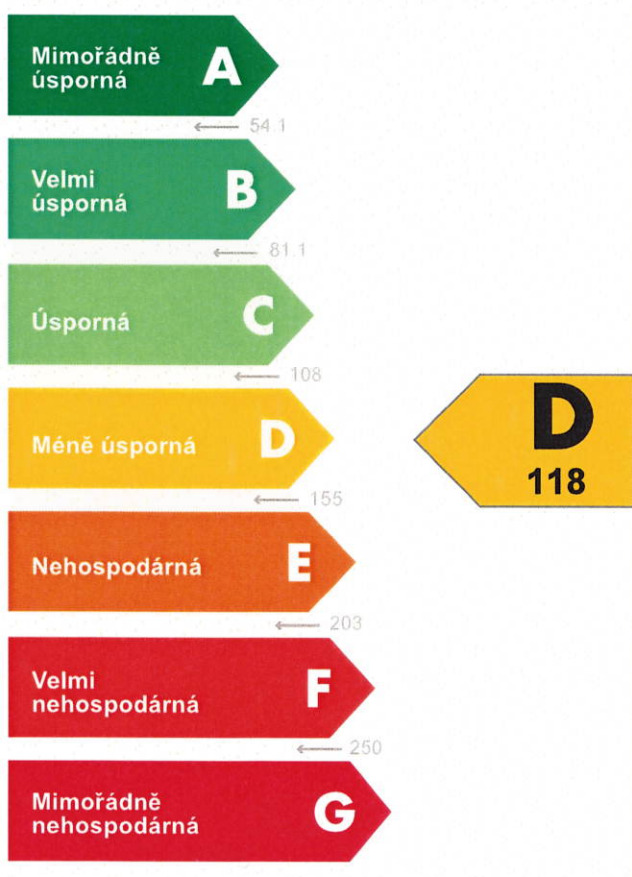 Mimořádně
úsporná
A
54.1
Velmi
úsporná
B
81.1
Úsporná
C
108
Méně úsporná
D
155
D
118
Nehospodárná
E
203
Velmi
nehospodárná
F
250
Mimořádně
nehospodárná
G